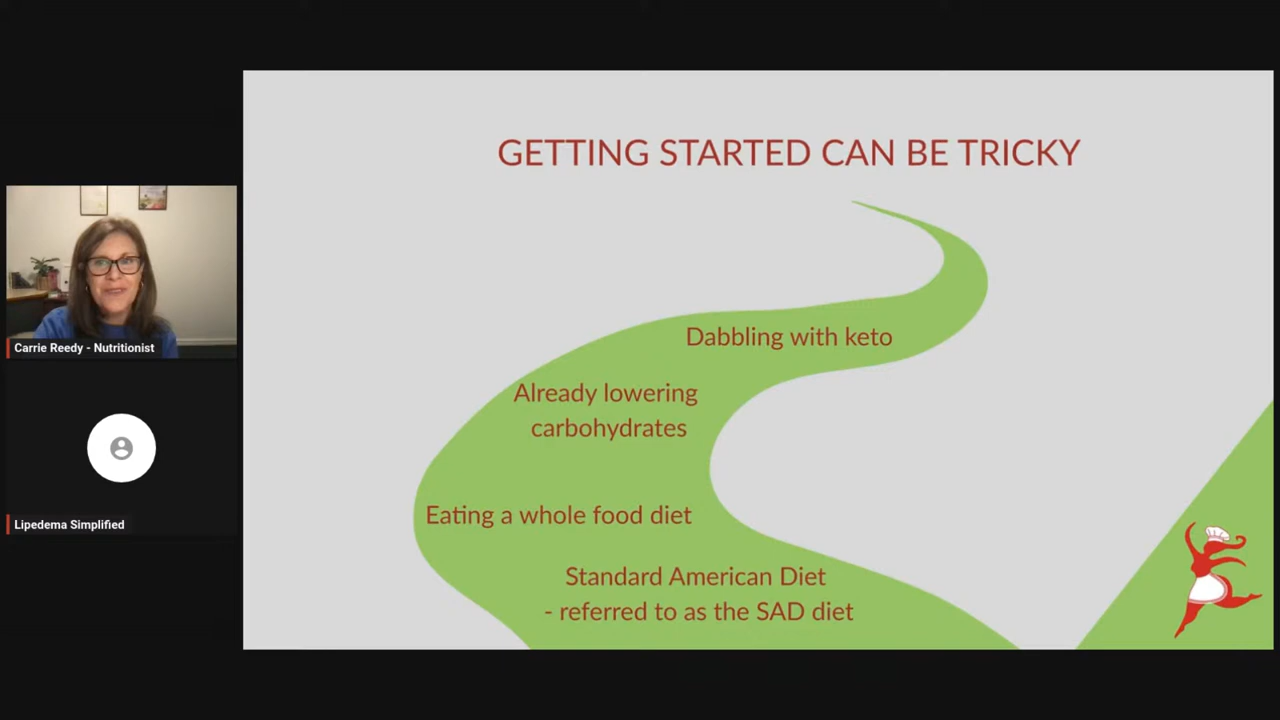 GETTING STARTED CAN BE TRICKY
Dabbling with keto
Already lowering
carbohydrates
Eating a whole food diet
Standard American Diet
- referred to as the SAD diet
Carrie Reedy - Nutritionist
Lipedema Simplified